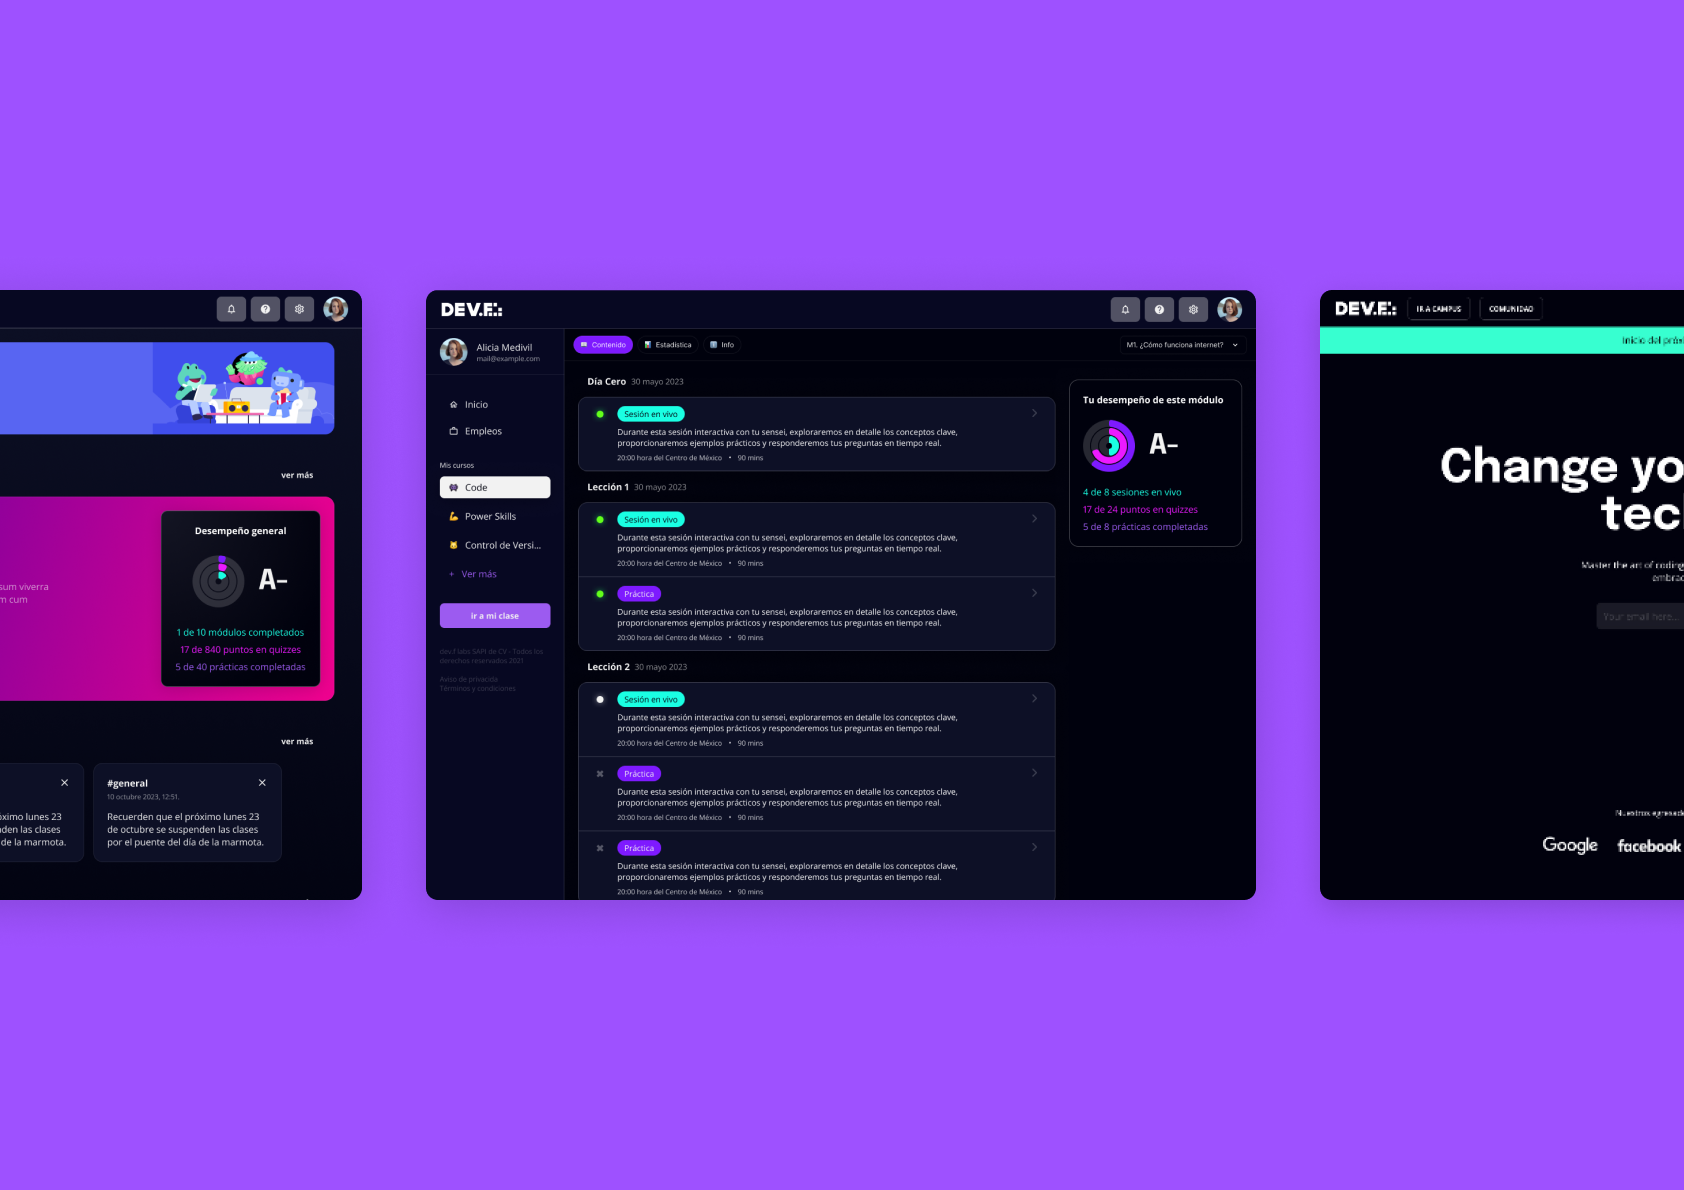 ver más
Desempeño general
A-
sum viverra
m cum
1 de 10 módulos completados
17 de 840 puntos en quizzes
5 de 40 prácticas completadas
ver más
óximo lunes 23
nden las clases
de la marmota.
#general
10 octubre 2023, 12:51.
Recuerden que el próximo lunes 23
de octubre se suspenden las clases
por el puente del día de la marmota.
DEV.F.:
Alicia Medivil
mail@example.com
Inicio
Empleos
Mis cursos
Code
Power Skills
Control de Versi...
+ Ver más
ir a mi clase
dev.f labs SAPI de CV - Todos los
derechos reservados 2021
Aviso de privacida
Términos y condiciones
Contenido
Estadística
Info
M1. ¿Cómo funciona internet?
Día Cero 30 mayo 2023
Sesión en vivo
Durante esta sesión interactiva con tu sensei, exploraremos en detalle los conceptos clave,
proporcionaremos ejemplos prácticos y responderemos tus preguntas en tiempo real.
20:00 hora del Centro de México • 90 mins
Lección 1 30 mayo 2023
Sesión en vivo
Durante esta sesión interactiva con tu sensei, exploraremos en detalle los conceptos clave,
proporcionaremos ejemplos prácticos y responderemos tus preguntas en tiempo real.
20:00 hora del Centro de México • 90 mins
Práctica
Durante esta sesión interactiva con tu sensei, exploraremos en detalle los conceptos clave,
proporcionaremos ejemplos prácticos y responderemos tus preguntas en tiempo real.
20:00 hora del Centro de México • 90 mins
Lección 2 30 mayo 2023
Sesión en vivo
Durante esta sesión interactiva con tu sensei, exploraremos en detalle los conceptos clave,
proporcionaremos ejemplos prácticos y responderemos tus preguntas en tiempo real.
20:00 hora del Centro de México • 90 mins
Práctica
Durante esta sesión interactiva con tu sensei, exploraremos en detalle los conceptos clave,
proporcionaremos ejemplos prácticos y responderemos tus preguntas en tiempo real.
20:00 hora del Centro de México • 90 mins
Práctica
Durante esta sesión interactiva con tu sensei, exploraremos en detalle los conceptos clave,
proporcionaremos ejemplos prácticos y responderemos tus preguntas en tiempo real.
20:00 hora del Centro de México • 90 mins
Tu desempeño de este módulo
A-
4 de 8 sesiones en vivo
17 de 24 puntos en quizzes
5 de 8 prácticas completadas
DEV.F.:
IR A CAMPUS
COMUNIDAD
Inicio del próxi
Change yo
tec
Master the art of coding
embrac
Your email here...
Nuestros egresado
Google
facebook